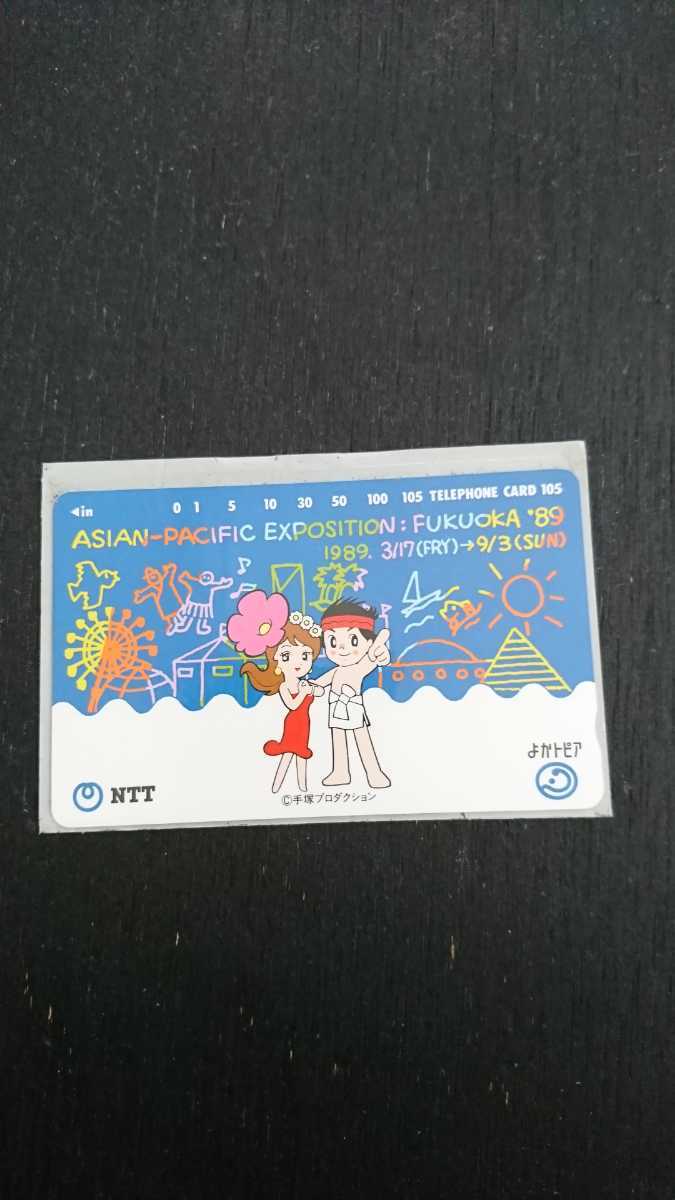 ◀in 0 1 5 10 30 50 100 105 TELEPHONE CARD 105
ASIAN-PACIFIC EXPOSITION: FUKUOKA '89
1989. 3/17(FRY)→9/3(SUN)
よかトピア
NTT
©手塚プロダクション